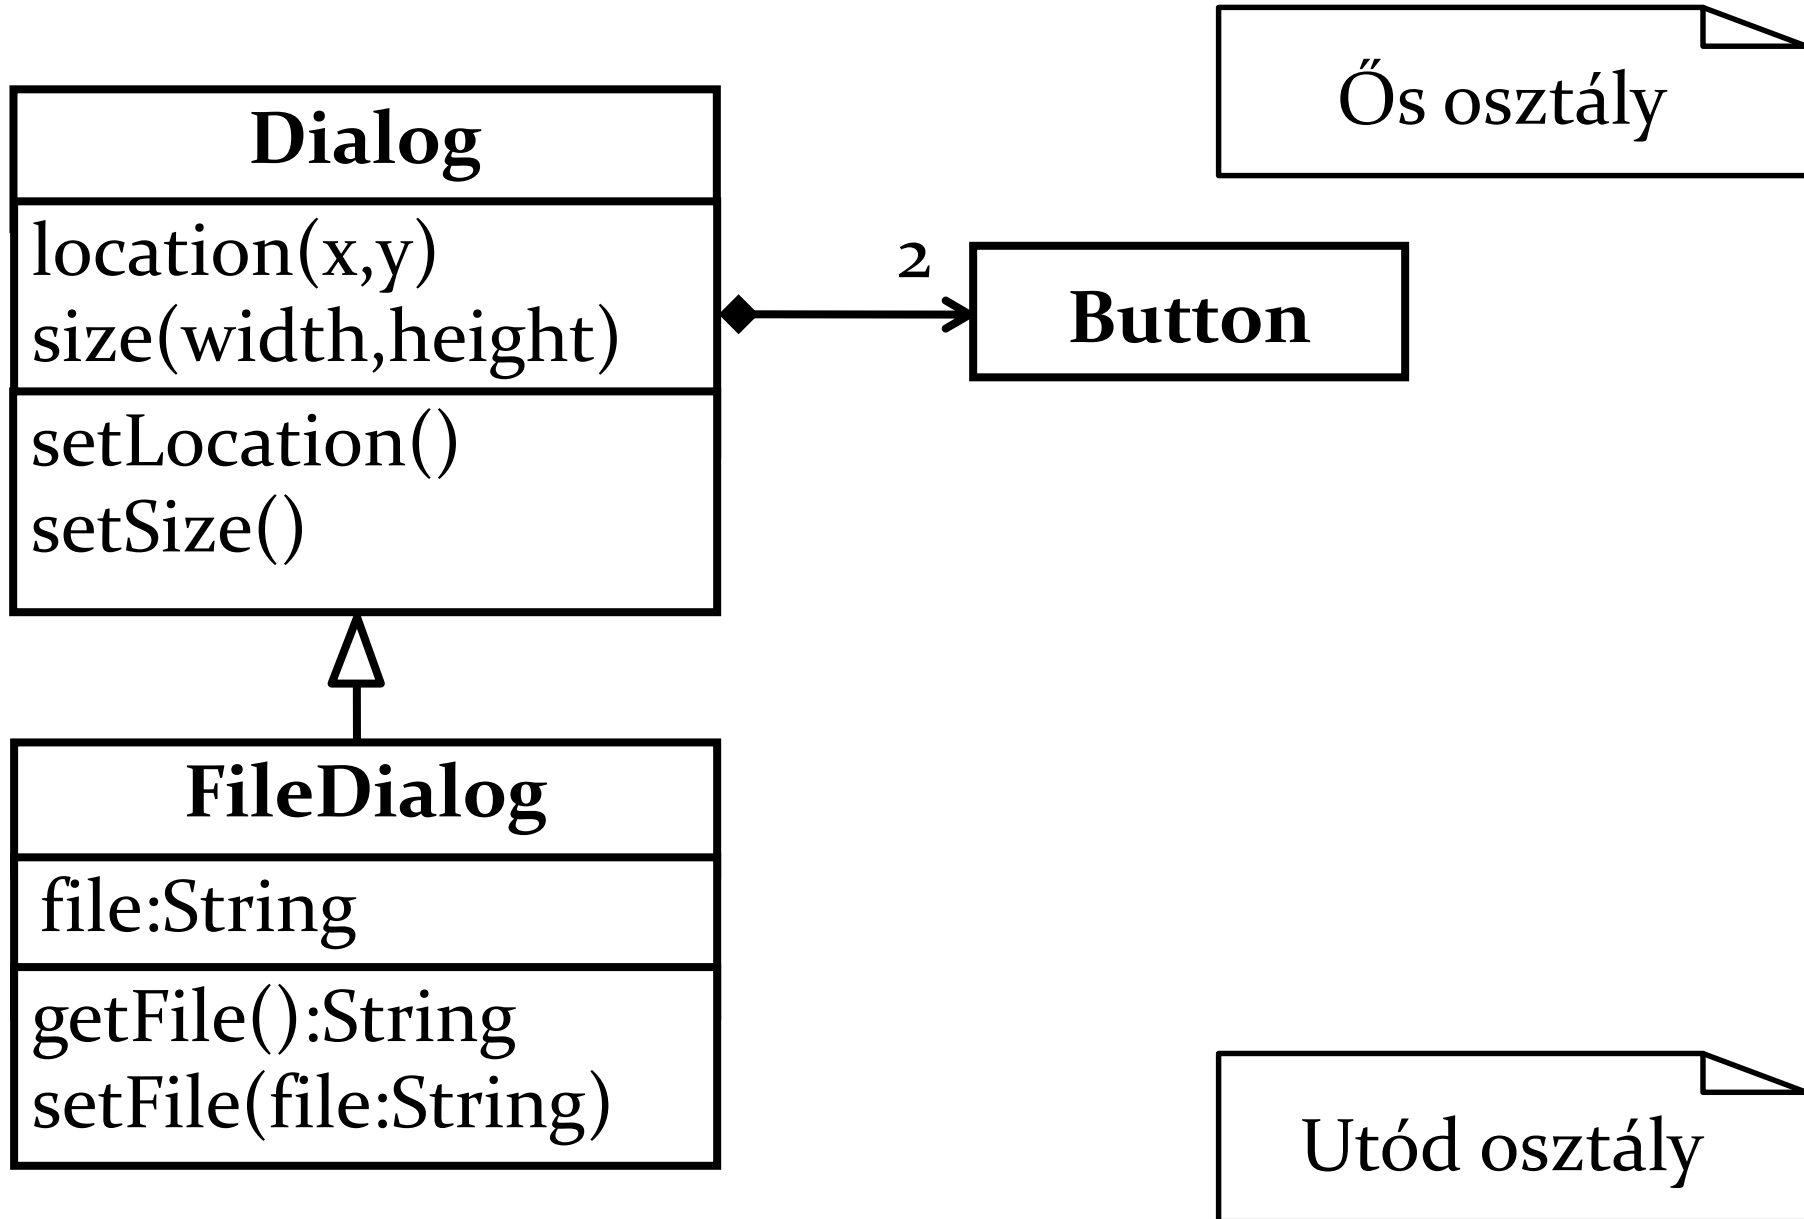 Ős osztály
Dialog
location(x,y)
size(width,height)
2
Button
setLocation()
setSize()
FileDialog
file:String
getFile():String
setFile(file:String)
Utód osztály